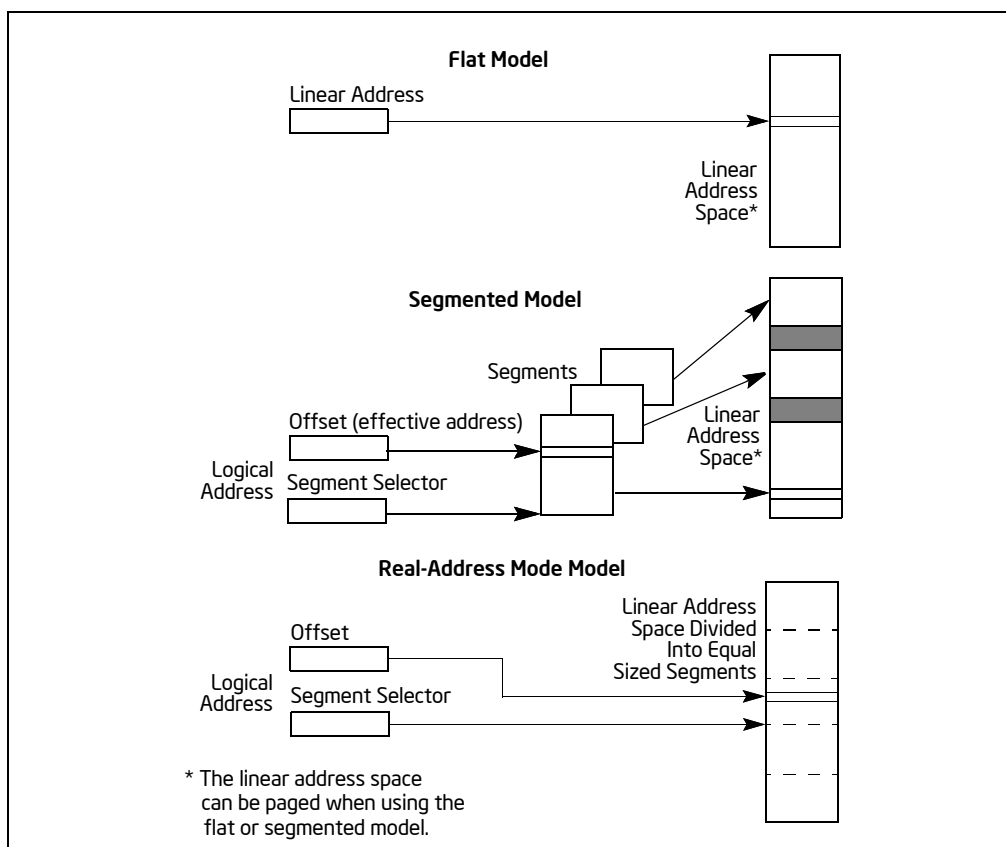 Flat Model
Linear Address
Linear
Address
Space*
Segmented Model
Segments
Offset (effective address)
Linear
Address
Space*
Logical
Address
Segment Selector
Real-Address Mode Model
Linear Address
Space Divided
Into Equal
Sized Segments
Offset
Logical
Address
Segment Selector
* The linear address space
can be paged when using the
flat or segmented model.